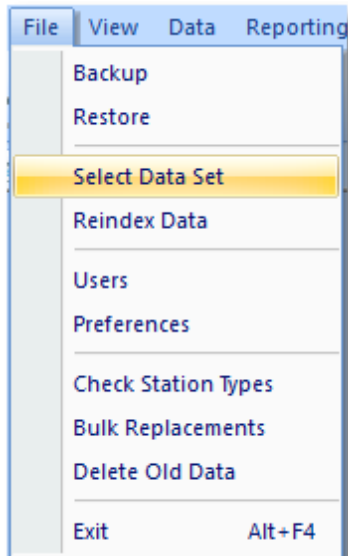 File View Data Reporting
Backup
Restore
Select Data Set
Reindex Data
Users
Preferences
Check Station Types
Bulk Replacements
Delete Old Data
Exit Alt+F4